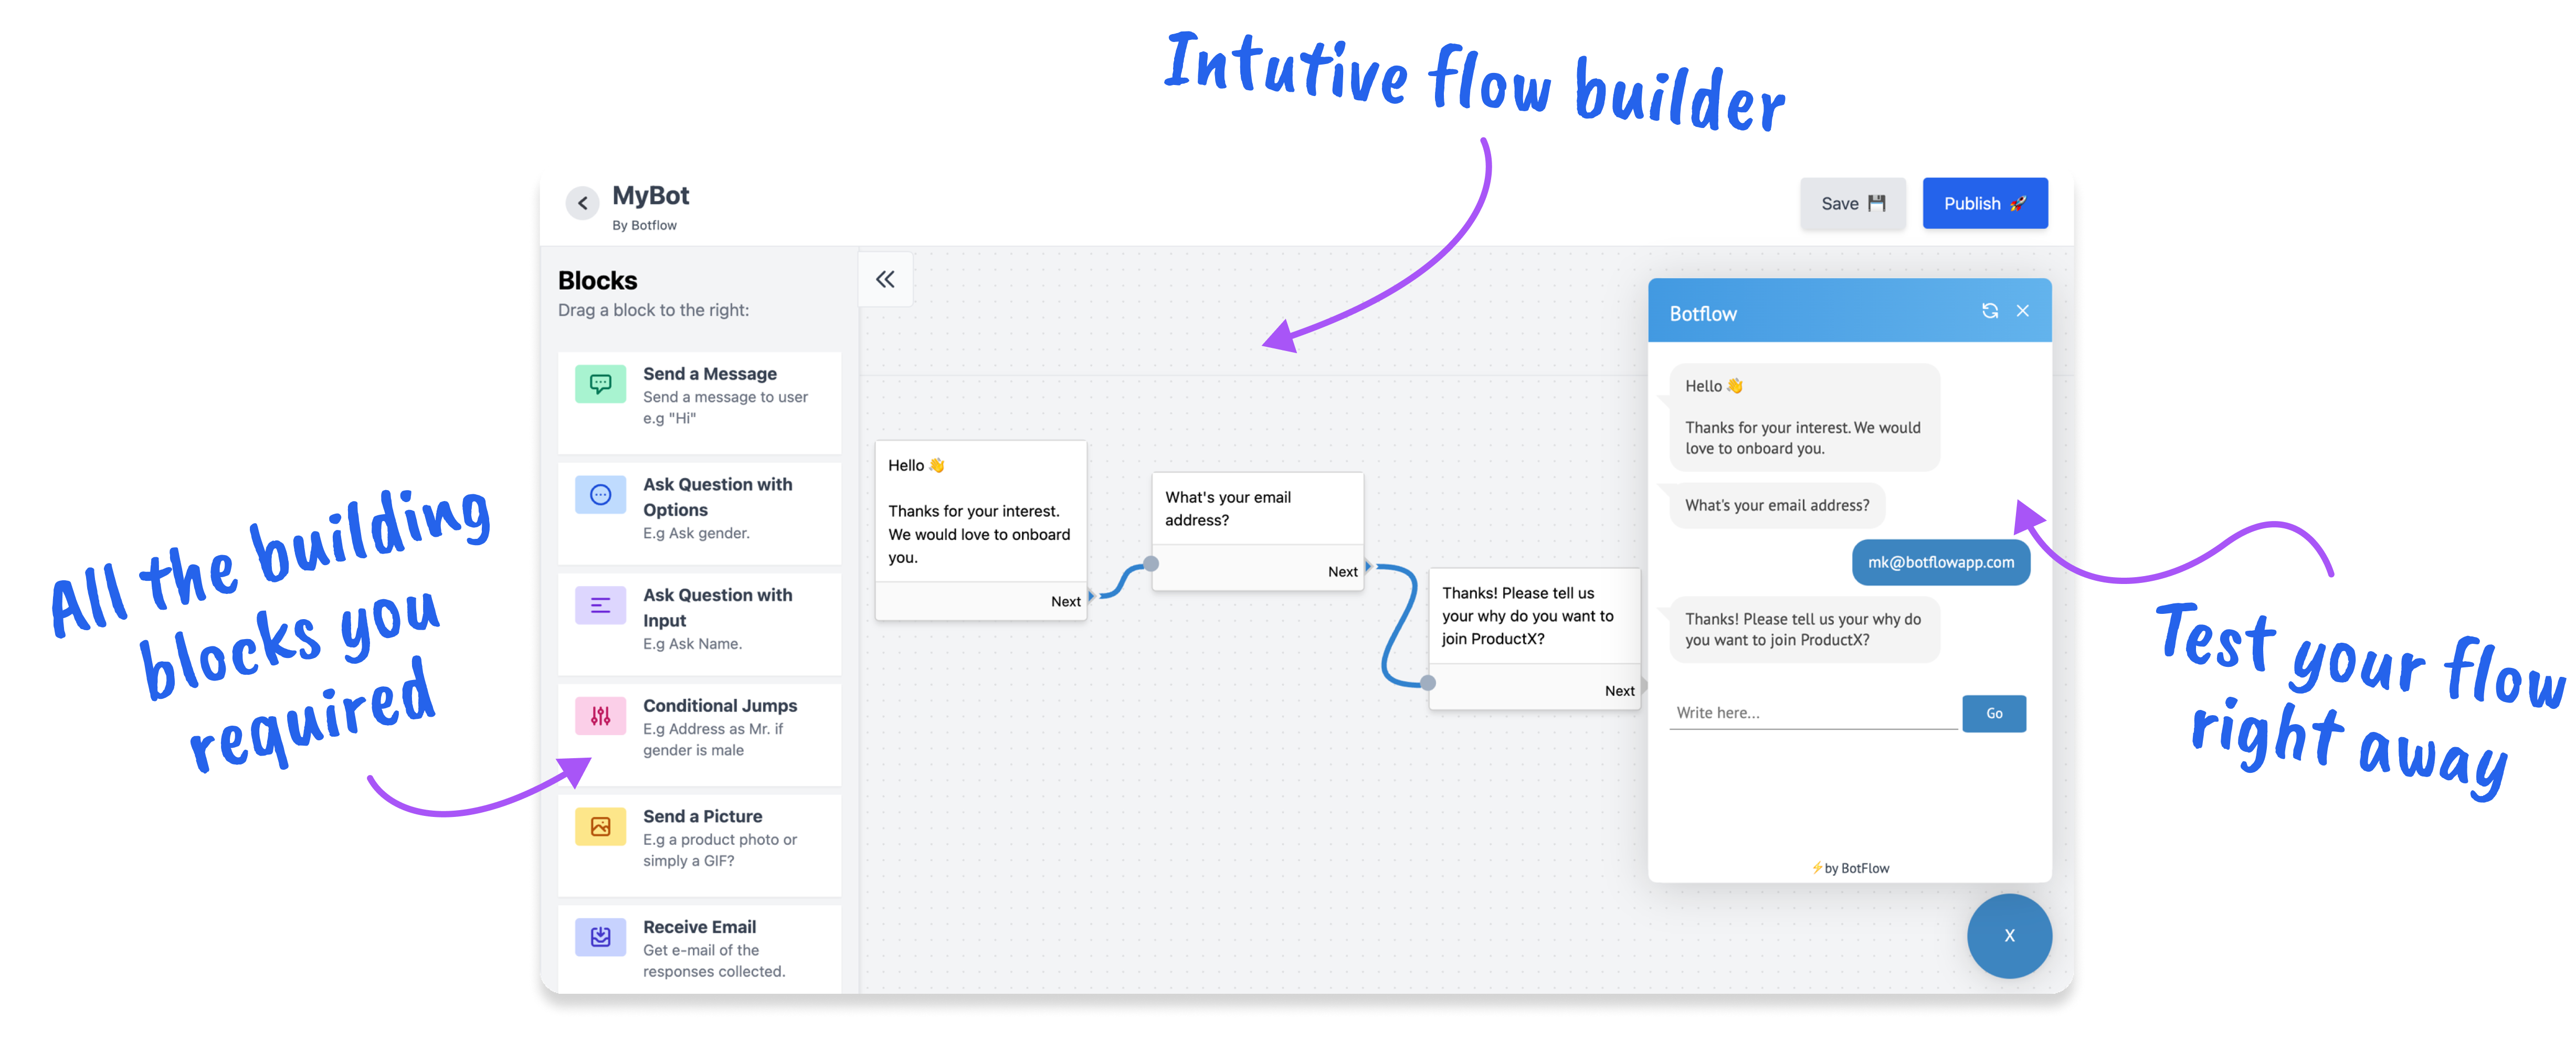 Intutive flow builder
MyBot
By Botflow
Save
Publish
Blocks
Drag a block to the right:
Send a Message
Send a message to user
e.g "Hi"
Ask Question with
Options
E.g Ask gender.
Ask Question with
Input
E.g Ask Name.
Conditional Jumps
E.g Address as Mr. if
gender is male
Send a Picture
E.g a product photo or
simply a GIF?
Receive Email
Get e-mail of the
responses collected.
All the building
blocks you
required
Hello 👋
Thanks for your interest.
We would love to onboard
you.
Next
What's your email
address?
Next
Thanks! Please tell us
your why do you want to
join ProductX?
Next
Botflow
Hello 👋
Thanks for your interest. We would
love to onboard you.
What's your email address?
mk@botflowapp.com
Thanks! Please tell us your why do
you want to join ProductX?
Write here...
Go
⚡by BotFlow
X
Test your flow
right away